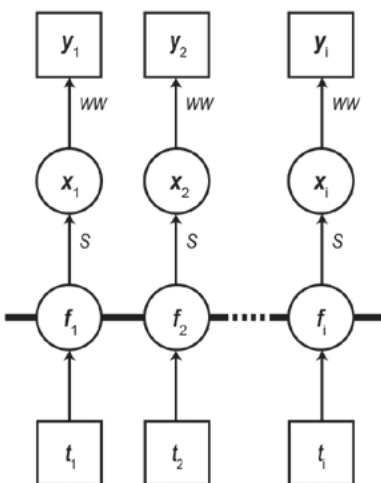 y₁ y₂ yᵢ
WW WW WW
x₁ x₂ xᵢ
S S S
f₁ f₂ fᵢ
t₁ t₂ tᵢ